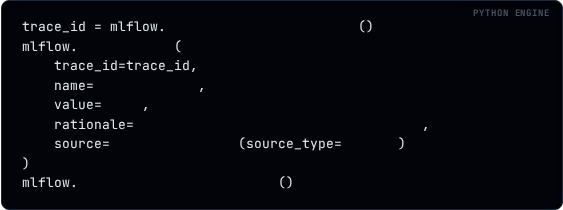 PYTHON ENGINE
trace_id = mlflow. ()
mlflow. (
    trace_id=trace_id,
    name= ,
    value= ,
    rationale= ,
    source= (source_type= )
)
mlflow. ()